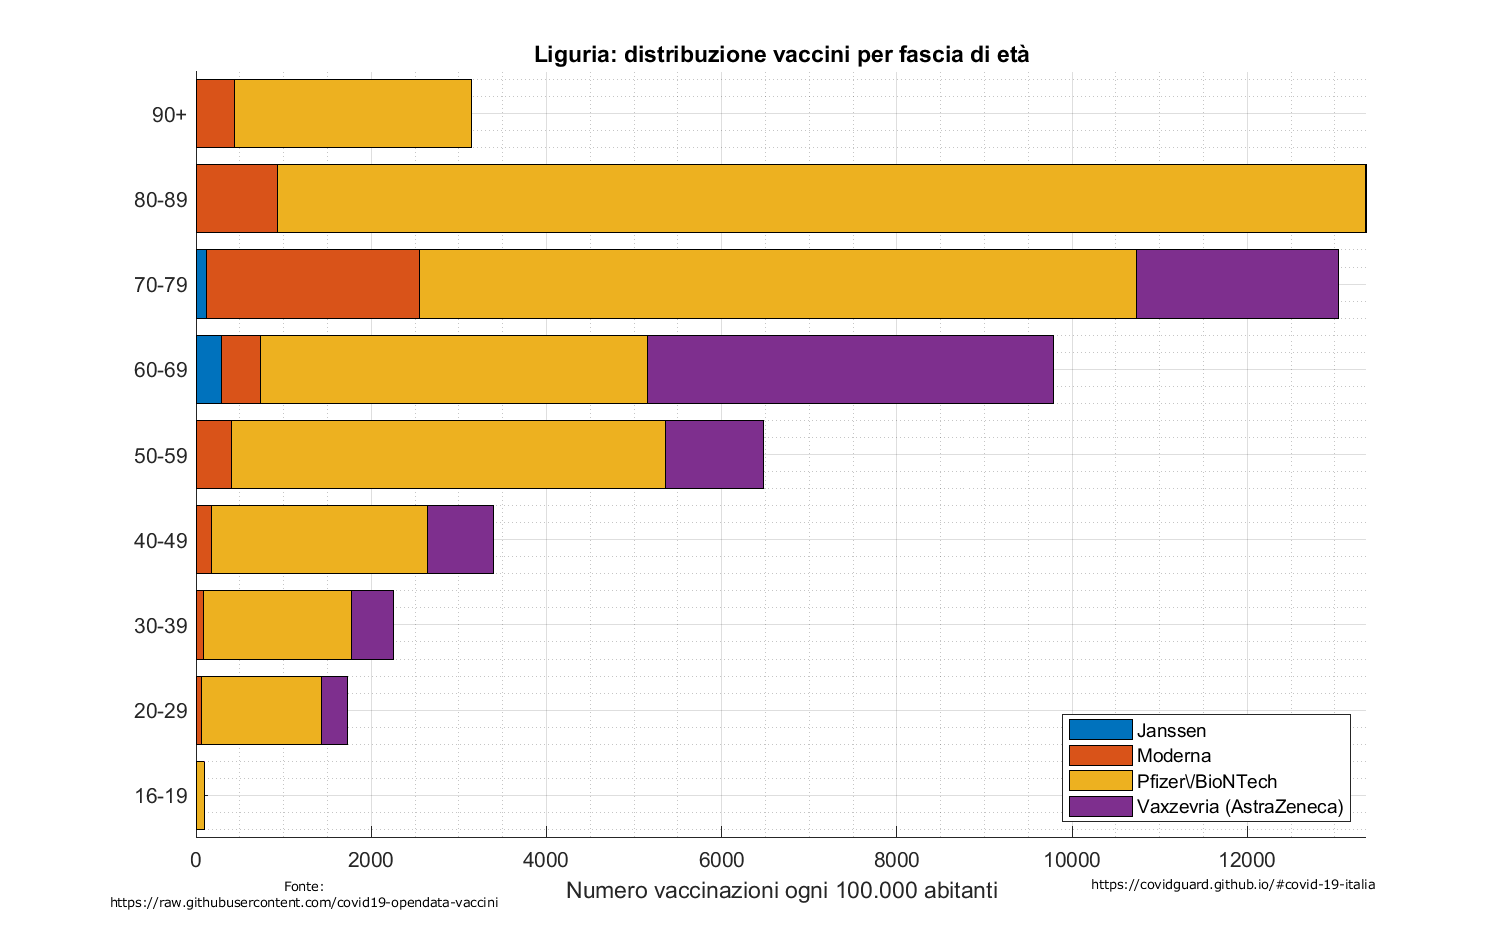 Liguria: distribuzione vaccini per fascia di età
90+
80-89
70-79
60-69
50-59
40-49
30-39
20-29
16-19
Janssen
Moderna
Pfizer\/BioNTech
Vaxzevria (AstraZeneca)
0 2000 4000 6000 8000 10000 12000
Numero vaccinazioni ogni 100.000 abitanti
Fonte:
https://raw.githubusercontent.com/covid19-opendata-vaccini
https://covidguard.github.io/#covid-19-italia